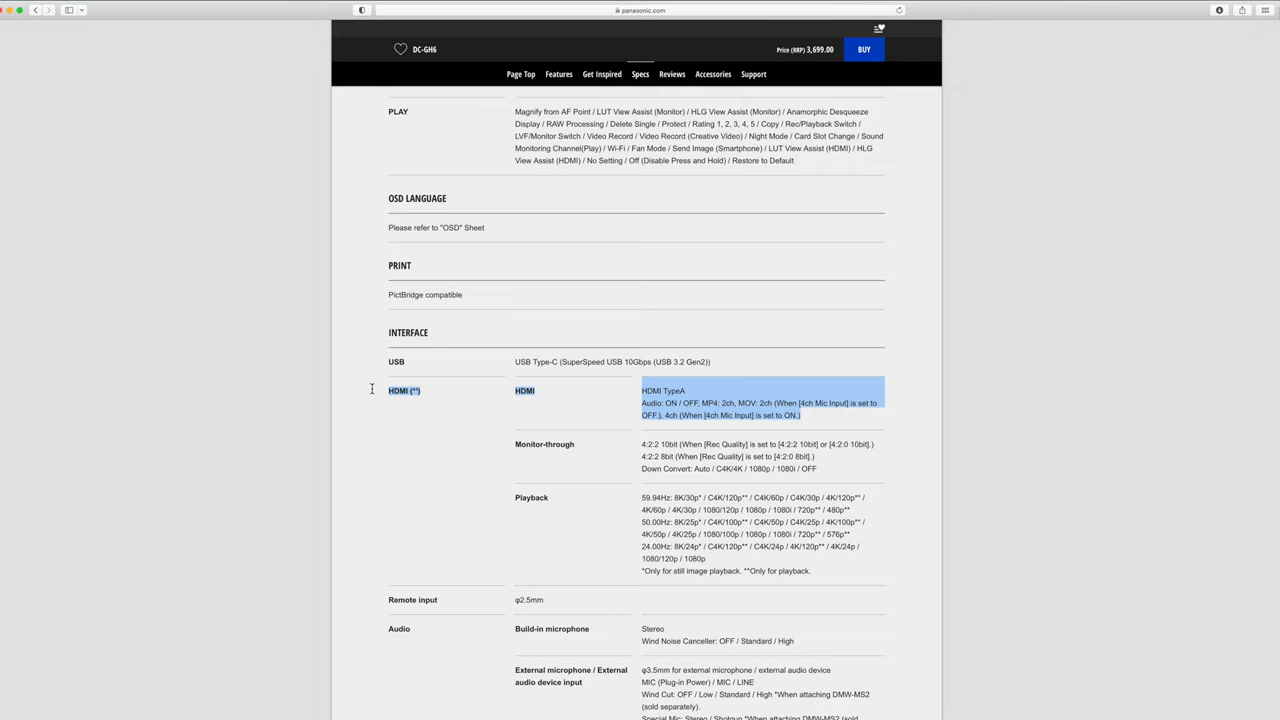 panasonic.com
DC-GH6
Price (RRP) 3,699.00
BUY
Page Top Features Get Inspired Specs Reviews Accessories Support
PLAY
Magnify from AF Point / LUT View Assist (Monitor) / HLG View Assist (Monitor) / Anamorphic Desqueeze
Display / RAW Processing / Delete Single / Protect / Rating 1, 2, 3, 4, 5 / Copy / Rec/Playback Switch /
LVF/Monitor Switch / Video Record / Video Record (Creative Video) / Night Mode / Card Slot Change / Sound
Monitoring Channel(Play) / Wi-Fi / Fan Mode / Send Image (Smartphone) / LUT View Assist (HDMI) / HLG
View Assist (HDMI) / No Setting / Off (Disable Press and Hold) / Restore to Default
OSD LANGUAGE
Please refer to "OSD" Sheet
PRINT
PictBridge compatible
INTERFACE
USB
USB Type-C (SuperSpeed USB 10Gbps (USB 3.2 Gen2))
HDMI (*')
HDMI
HDMI TypeA
Audio: ON / OFF, MP4: 2ch, MOV: 2ch (When [4ch Mic Input] is set to
OFF.), 4ch (When [4ch Mic Input] is set to ON.)
Monitor-through
4:2:2 10bit (When [Rec Quality] is set to [4:2:2 10bit] or [4:2:0 10bit].)
4:2:2 8bit (When [Rec Quality] is set to [4:2:0 8bit].)
Down Convert: Auto / C4K/4K / 1080p / 1080i / OFF
Playback
59.94Hz: 8K/30p* / C4K/120p** / C4K/60p / C4K/30p / 4K/120p** /
4K/60p / 4K/30p / 1080/120p / 1080p / 1080i / 720p** / 480p**
50.00Hz: 8K/25p* / C4K/100p** / C4K/50p / C4K/25p / 4K/100p** /
4K/50p / 4K/25p / 1080/100p / 1080p / 1080i / 720p** / 576p**
24.00Hz: 8K/24p* / C4K/120p** / C4K/24p / 4K/120p** / 4K/24p /
1080/120p / 1080p
*Only for still image playback. **Only for playback.
Remote input
φ2.5mm
Audio
Build-in microphone
Stereo
Wind Noise Canceller: OFF / Standard / High
External microphone / External
audio device input
φ3.5mm for external microphone / external audio device
MIC (Plug-in Power) / MIC / LINE
Wind Cut: OFF / Low / Standard / High *When attaching DMW-MS2
(sold separately).
Special Mic: Stereo / Shotgun *When attaching DMW-MS2 (sold